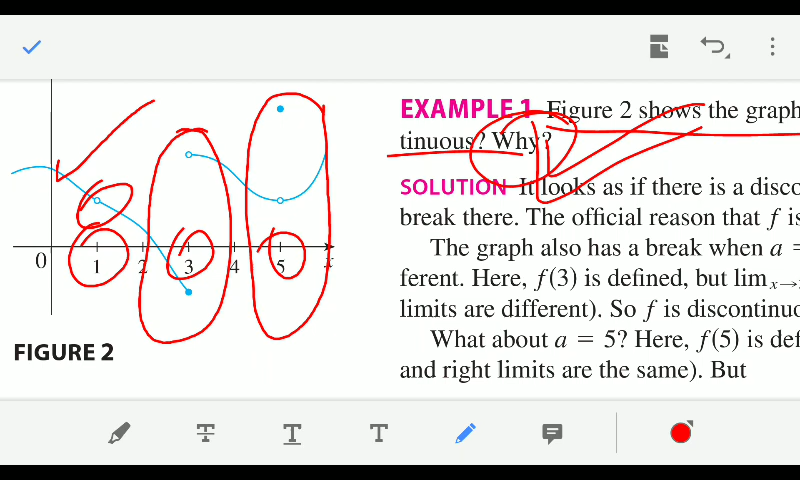 EXAMPLE 1 Figure 2 shows the graph
tinuous? Why?
SOLUTION It looks as if there is a disco
break there. The official reason that f is
The graph also has a break when a =
ferent. Here, f(3) is defined, but lim x→
limits are different). So f is discontinuo
What about a = 5? Here, f(5) is def
and right limits are the same). But
0 1 2 3 4 5 x
FIGURE 2
T T T